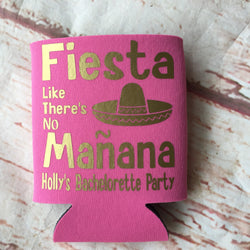 Fiesta
Like
There's
No
Mañana
Holly's Bachelorette Party